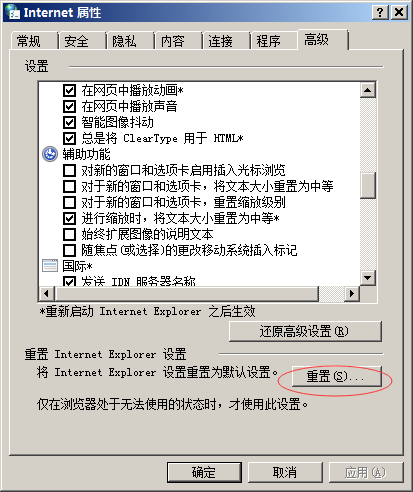 Internet 属性
常规 安全 隐私 内容 连接 程序 高级
设置
在网页中播放动画*
在网页中播放声音
智能图像抖动
总是将 ClearType 用于 HTML*
辅助功能
对新的窗口和选项卡启用插入光标浏览
对于新的窗口和选项卡，将文本大小重置为中等
对于新的窗口和选项卡，重置缩放级别
进行缩放时，将文本大小重置为中等*
始终扩展图像的说明文本
随焦点(或选择)的更改移动系统插入标记
国际*
发送 IDN 服务器名称
*重新启动 Internet Explorer 之后生效
还原高级设置(R)
重置 Internet Explorer 设置
将 Internet Explorer 设置重置为默认设置。
重置(S)...
仅在浏览器处于无法使用的状态时，才使用此设置。
确定 取消 应用(A)